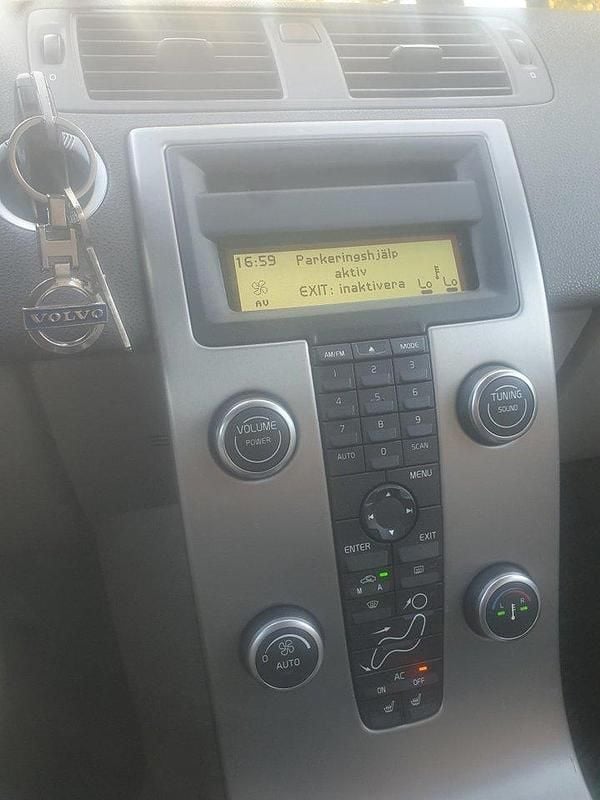 16:59 Parkeringshjälp
aktiv
EXIT: inaktivera Lo Lo
AV
VOLVO
AM/FM MODE
1 2 3
4 5 6
7 8 9
AUTO 0 SCAN
VOLUME
POWER
TUNING
SOUND
MENU
ENTER EXIT
M A
0 AUTO
L R
AC
ON OFF